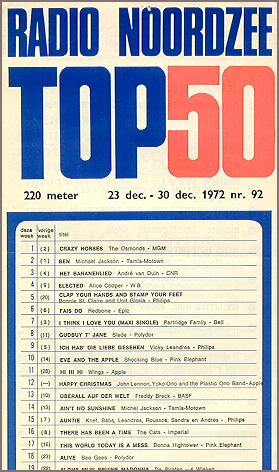 RADIO NOORDZEE
TOP50
220 meter 23 dec. - 30 dec. 1972 nr. 92
deze week vorige week titel
1 (2) CRAZY HORSES The Osmonds - MGM
2 (1) BEN Michael Jackson - Tamla-Motown
3 (4) HET BANANENLIED André van Duin - CNR
4 (9) ELECTED Alice Cooper - W B
5 (20) CLAP YOUR HANDS AND STAMP YOUR FEET
Bonnie St. Claire and Unit Gloria - Philips
6 (6) FAIS DO Redbone - Epic
7 (3) I THINK I LOVE YOU (MAXI SINGLE) Partridge Family - Bell
8 (11) GUDBUY T' JANE Slade - Polydor
9 (5) ICH HAB' DIE LIEBE GESEHEN Vicky Leandros - Philips
10 (14) EVE AND THE APPLE Shocking Blue - Pink Elephant
11 (28) HI HI HI Wings - Apple
12 (—) HAPPY CHRISTMAS John Lennon, Yoko Ono and the Plastic Ono Band-Apple
13 (10) ÜBERALL AUF DER WELT Freddy Breck - BASF
14 (13) AIN'T NO SUNSHINE Michel Jackson - Tamla-Motown
15 (7) AUNTIE Knef, Babs, Leandros, Rousos, Sandra en Andres - Philips
16 (8) THERE HAS BEEN A TIME The Cats - Imperial
17 (16) THIS WORLD TODAY IS A MESS Donna Hightower - Pink Elephant
18 (23) ALIVE Bee Gees - Polydor